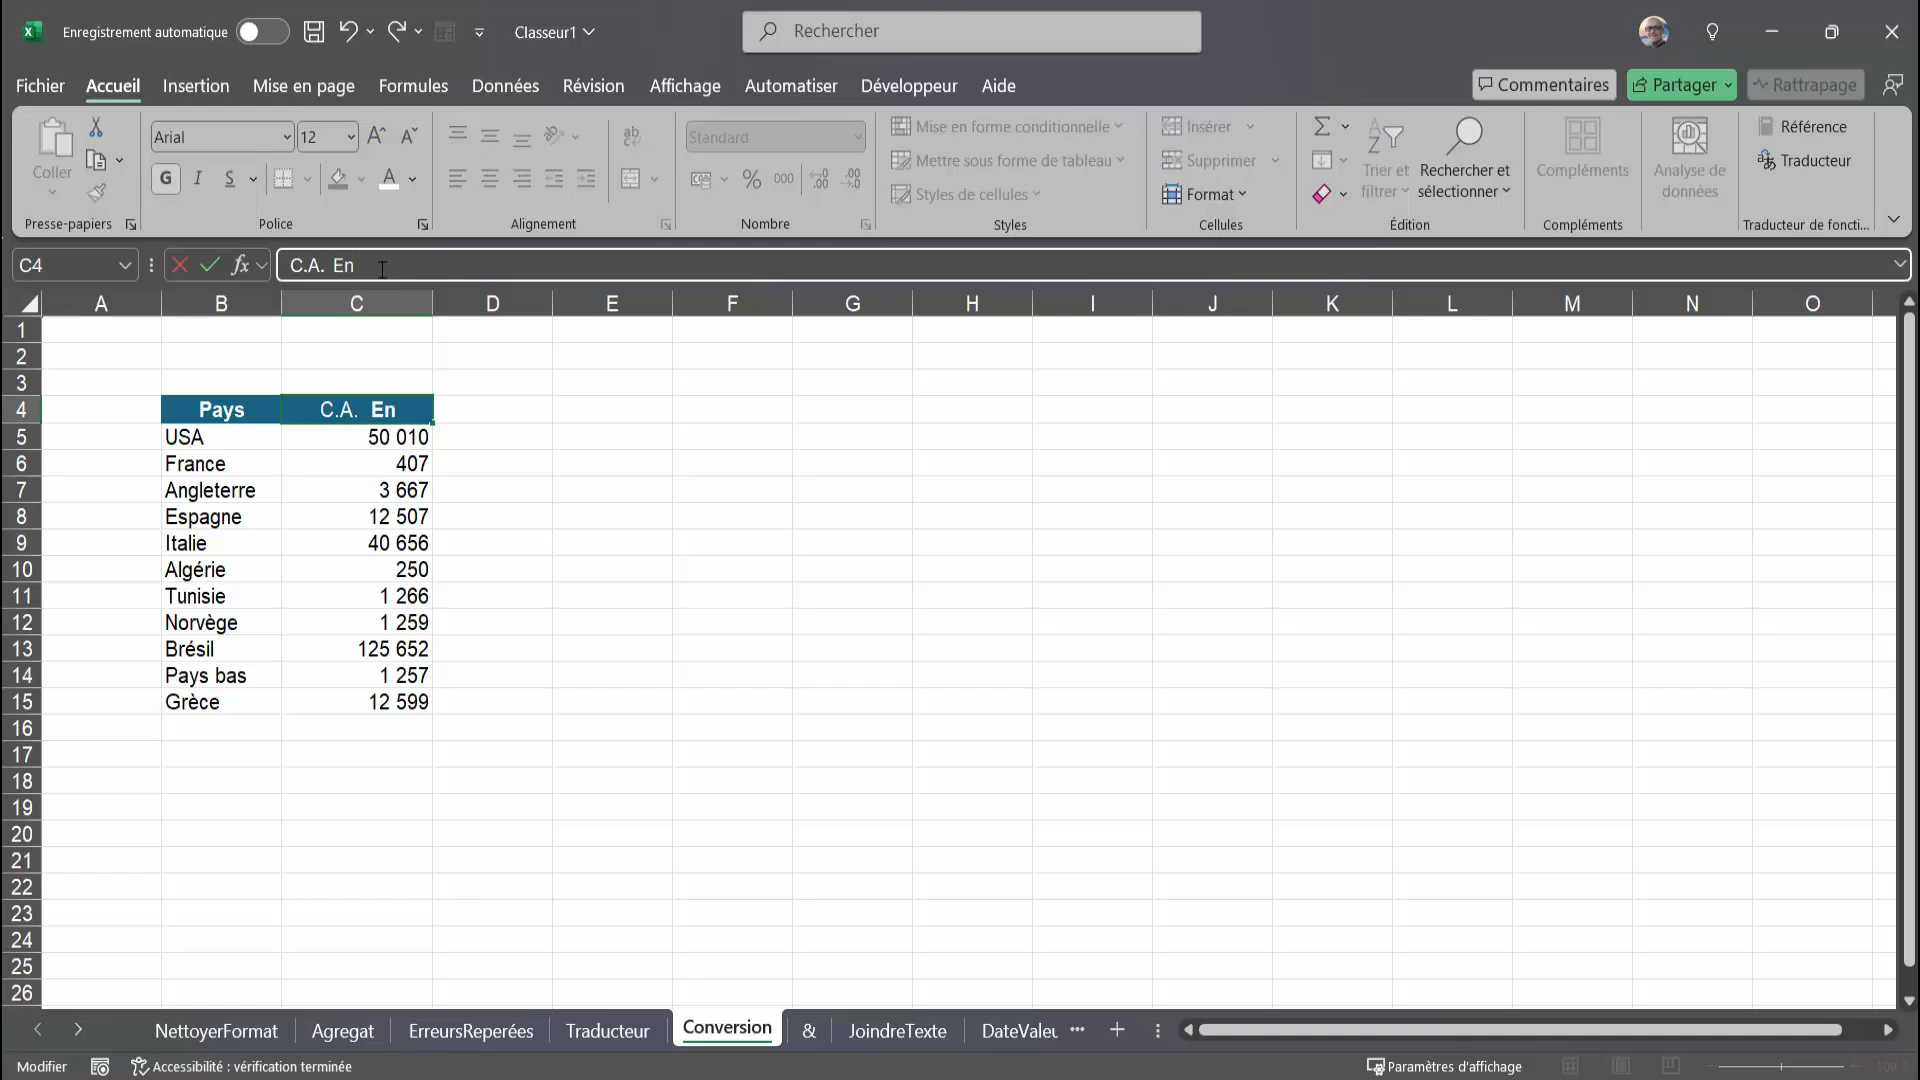 Enregistrement automatique
Classeur1
Rechercher
Fichier Accueil Insertion Mise en page Formules Données Révision Affichage Automatiser Développeur Aide
Commentaires Partager Rattrapage
Coller
Presse-papiers
Arial 12
G I S
Police
Alignement
Standard
% 000
Nombre
Mise en forme conditionnelle
Mettre sous forme de tableau
Styles de cellules
Styles
Insérer
Supprimer
Format
Cellules
Trier et filtrer
Rechercher et sélectionner
Édition
Compléments
Compléments
Analyse de données
Référence
Traducteur
Traducteur de foncti...
C4 fx C.A. En
A B C D E F G H I J K L M N O
1
2
3
4 Pays C.A. En
5 USA 50 010
6 France 407
7 Angleterre 3 667
8 Espagne 12 507
9 Italie 40 656
10 Algérie 250
11 Tunisie 1 266
12 Norvège 1 259
13 Brésil 125 652
14 Pays bas 1 257
15 Grèce 12 599
16
17
18
19
20
21
22
23
24
25
26
NettoyerFormat Agregat ErreursReperées Traducteur Conversion & JoindreTexte DateValeu ...
Modifier Accessibilité : vérification terminée Paramètres d'affichage